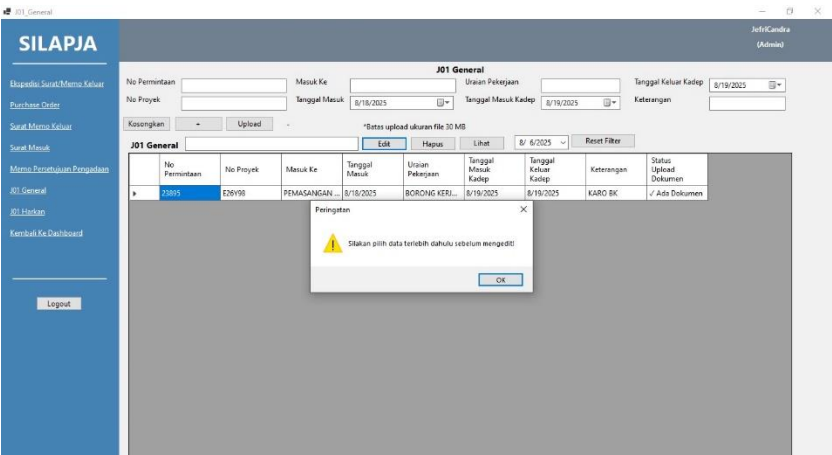 J01_General
SILAPJA
JefriCandra
(Admin)
J01 General
Ekspedisi Surat/Memo Keluar
Purchase Order
Surat Memo Keluar
Surat Masuk
Memo Persetujuan Pengadaan
J01 General
J01 Harkan
Kembali Ke Dashboard
Logout
No Permintaan
Masuk Ke
Uraian Pekerjaan
Tanggal Keluar Kadep 8/19/2025
No Proyek
Tanggal Masuk 8/18/2025
Tanggal Masuk Kadep 8/19/2025
Keterangan
Kosongkan
Upload -
*Batas upload ukuran file 30 MB
J01 General
Edit Hapus Lihat 8/ 6/2025 Reset Filter
No Permintaan
No Proyek
Masuk Ke
Tanggal Masuk
Uraian Pekerjaan
Tanggal Masuk Kadep
Tanggal Keluar Kadep
Keterangan
Status Upload Dokumen
23895 E26Y98 PEMASANGAN ... 8/18/2025 BORONG KERJ... 8/19/2025 8/19/2025 KARO BK ✓ Ada Dokumen
Peringatan
Silakan pilih data terlebih dahulu sebelum mengedit!
OK